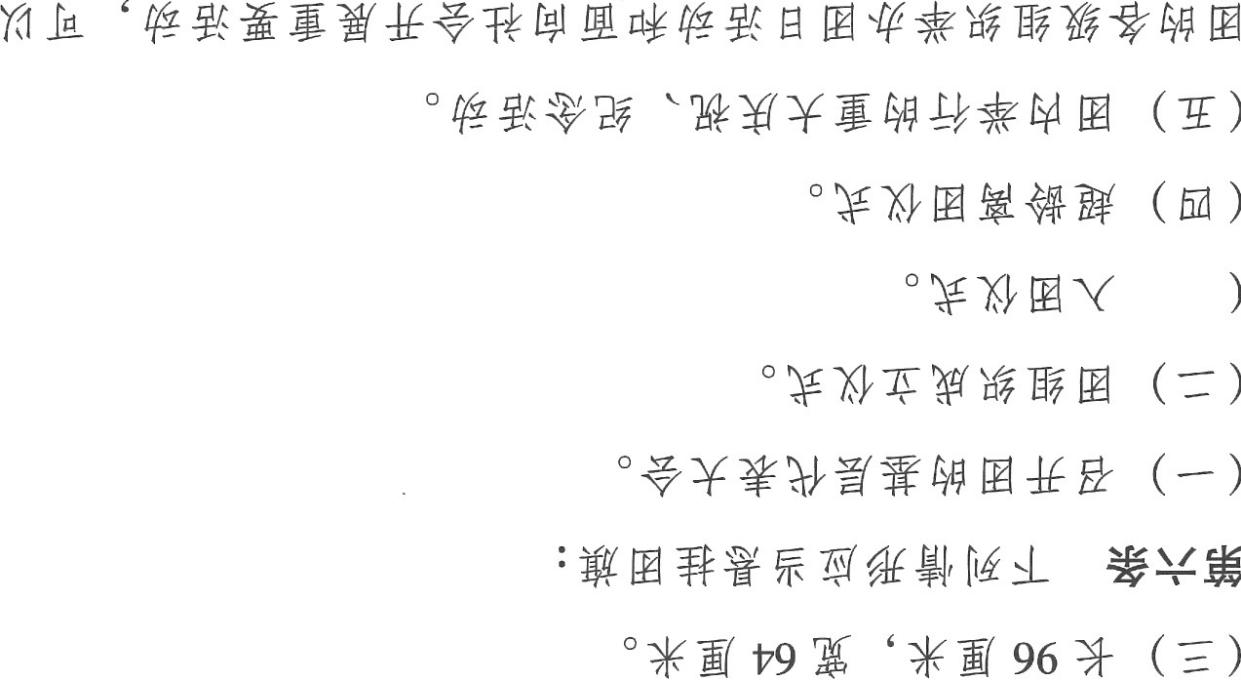 （三）长 96 厘米，宽 64 厘米。
第六条 下列情形应当悬挂团旗：
（一）召开团的基层代表大会。
（二）团组织成立仪式。
（ 入团仪式。
（四）超龄离团仪式。
（五）团内举行的重大庆祝、纪念活动。
团的各级组织举办团日活动和面向社会开展重要活动，可以